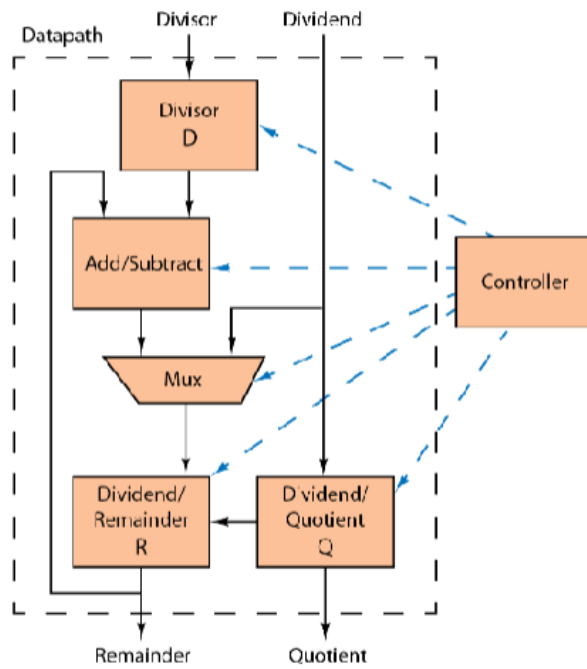 Divisor
Dividend
Datapath
Divisor
D
Add/Subtract
Controller
Mux
Dividend/
Remainder
R
Dividend/
Quotient
Q
Remainder
Quotient